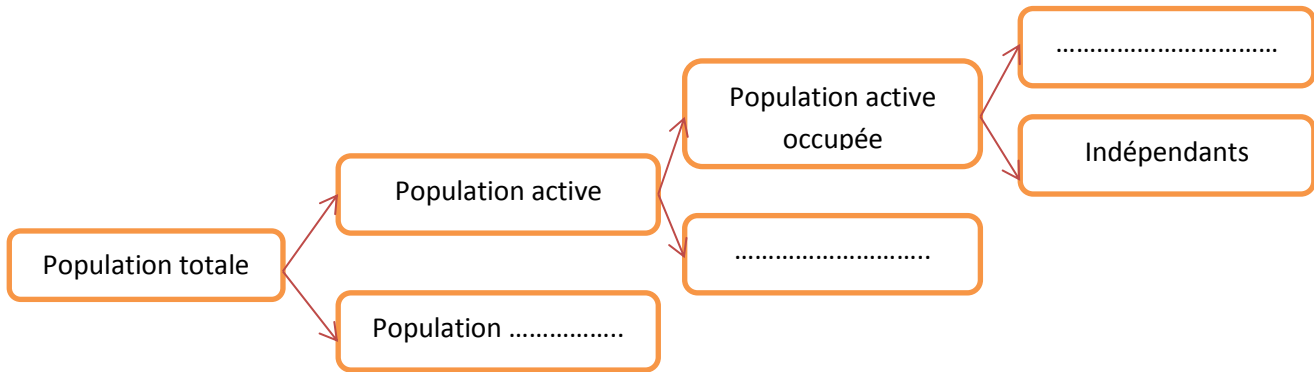 ……………………………
Population active
occupée
Indépendants
Population active
………………………..
Population totale
Population ……………..